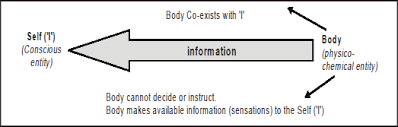 Body Co-exists with 'I'
Self ('I')
(Conscious
entity)
information
Body
(physico-
chemical entity)
Body cannot decide or instruct.
Body makes available information (sensations) to the Self ('I')